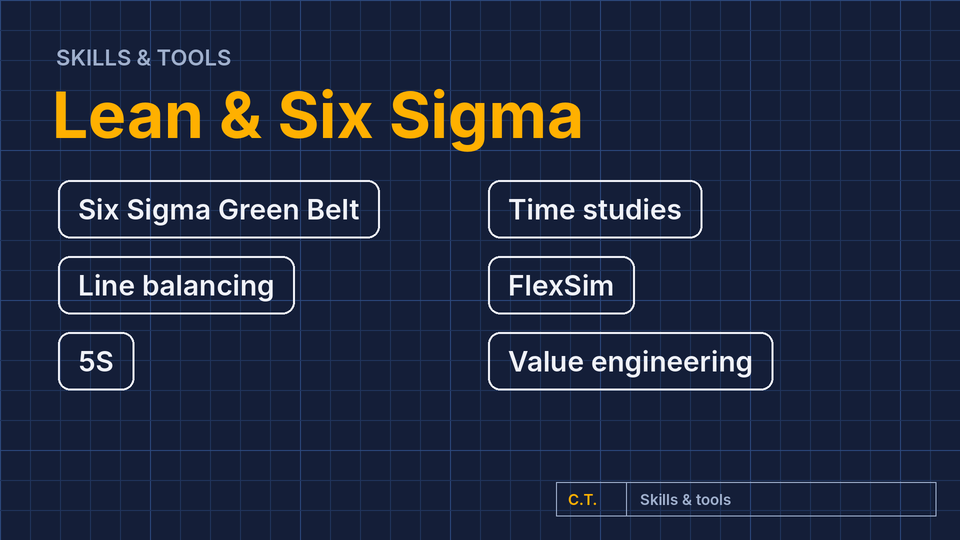 SKILLS & TOOLS
Lean & Six Sigma
Six Sigma Green Belt
Time studies
Line balancing
FlexSim
5S
Value engineering
C.T.
Skills & tools